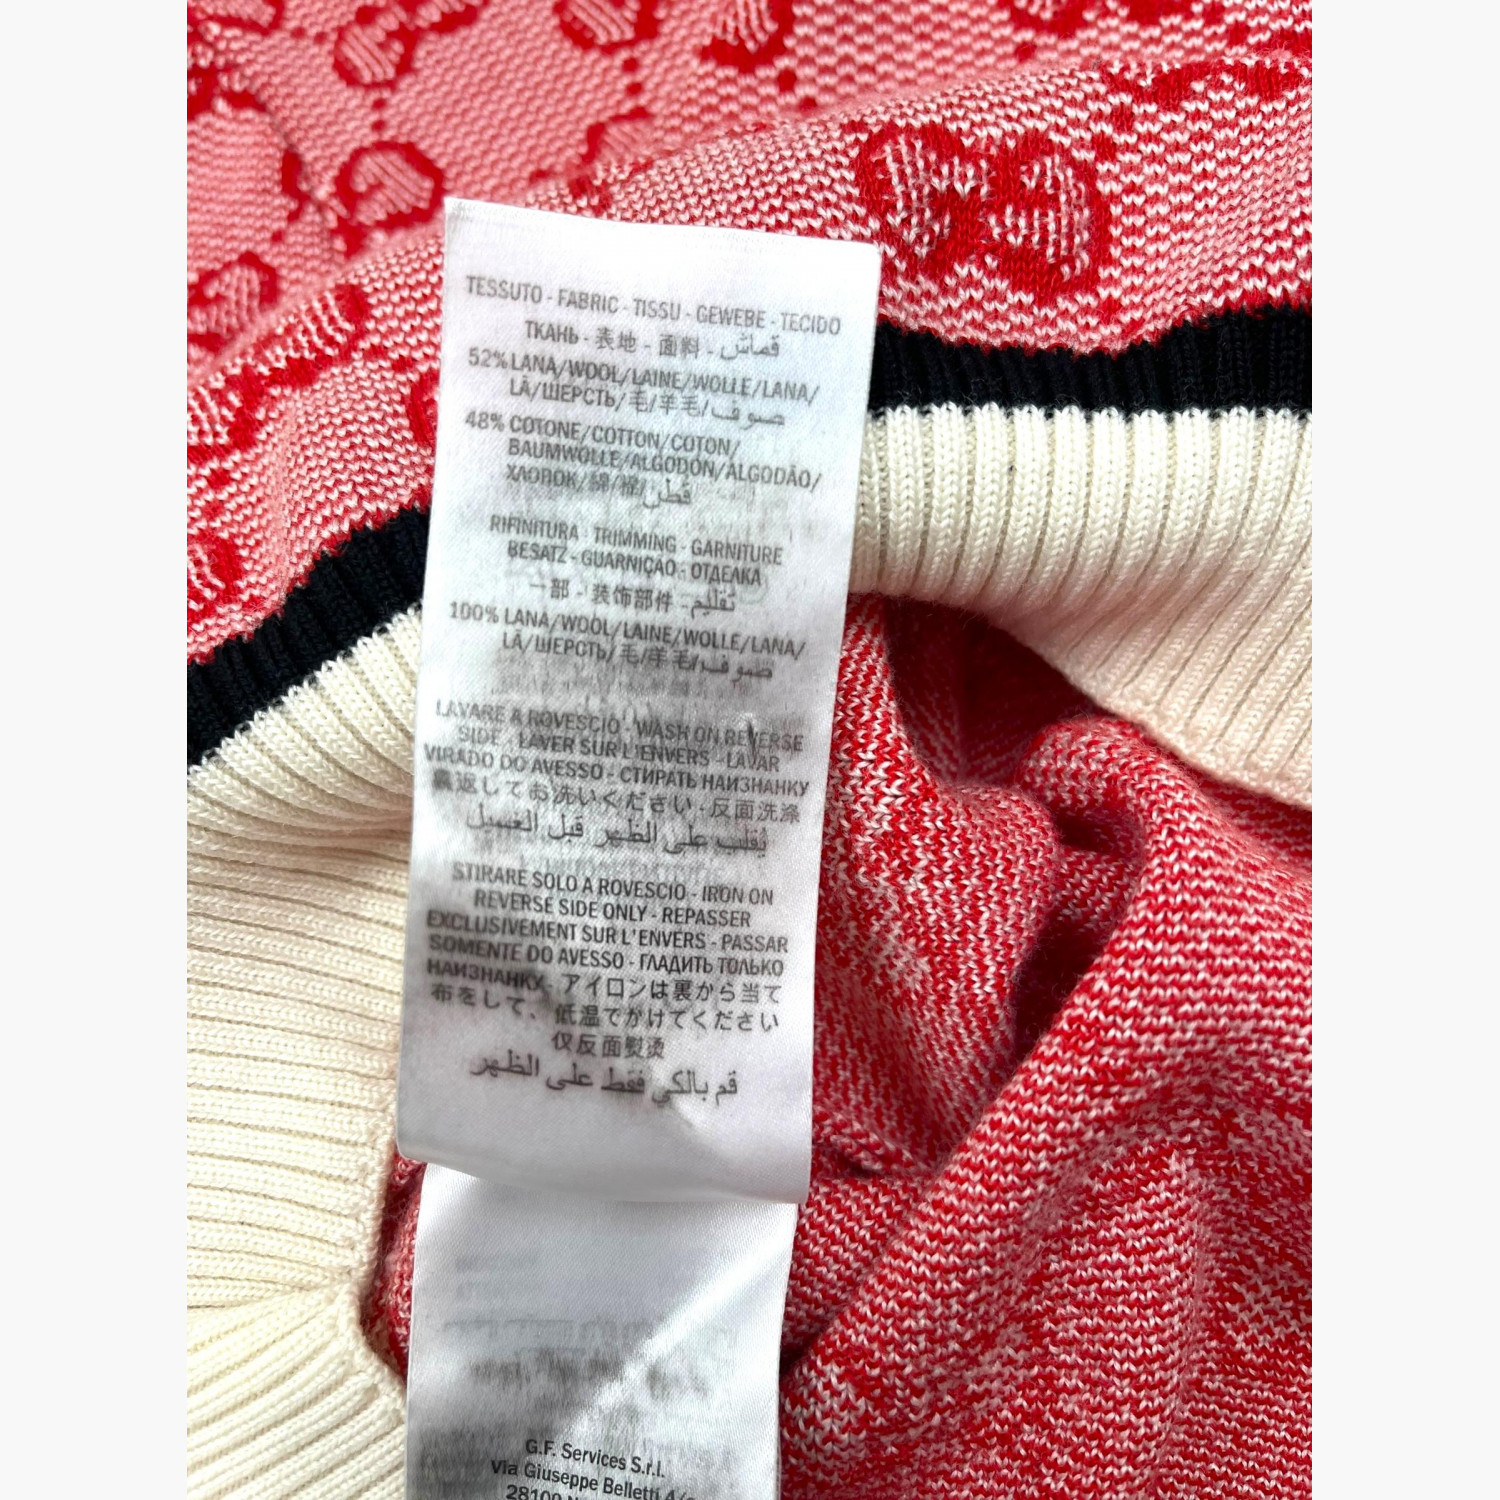 TESSUTO - FABRIC - TISSU - GEWEBE - TECIDO
ТКАНЬ - 表地 - 面料 - قماش
52% LANA/WOOL/LAINE/WOLLE/LANA/
LÃ/ШЕРСТЬ/毛/羊毛/صوف
48% COTONE/COTTON/COTON/
BAUMWOLLE/ALGODÓN/ALGODÃO/
ХЛОПОК/綿/棉/قطن
RIFINITURA - TRIMMING - GARNITURE
BESATZ - GUARNIÇÃO - ОТДЕЛКА
一部 - 装饰部件 - تقليم
100% LANA/WOOL/LAINE/WOLLE/LANA/
LÃ/ШЕРСТЬ/毛/羊毛/صوف
LAVARE A ROVESCIO - WASH ON REVERSE
SIDE - LAVER SUR L'ENVERS - LAVAR
VIRADO DO AVESSO - СТИРАТЬ НАИЗНАНКУ
裏返してお洗いください - 反面洗涤
يُقلب على الظهر قبل الغسيل
STIRARE SOLO A ROVESCIO - IRON ON
REVERSE SIDE ONLY - REPASSER
EXCLUSIVEMENT SUR L'ENVERS - PASSAR
SOMENTE DO AVESSO - ГЛАДИТЬ ТОЛЬКО
НАИЗНАНКУ - アイロンは裏から当て
布をして、低温でかけてください
仅反面熨烫
قم بالكي فقط على الظهر
G.F. Services S.r.l.
Via Giuseppe Belletti
28100